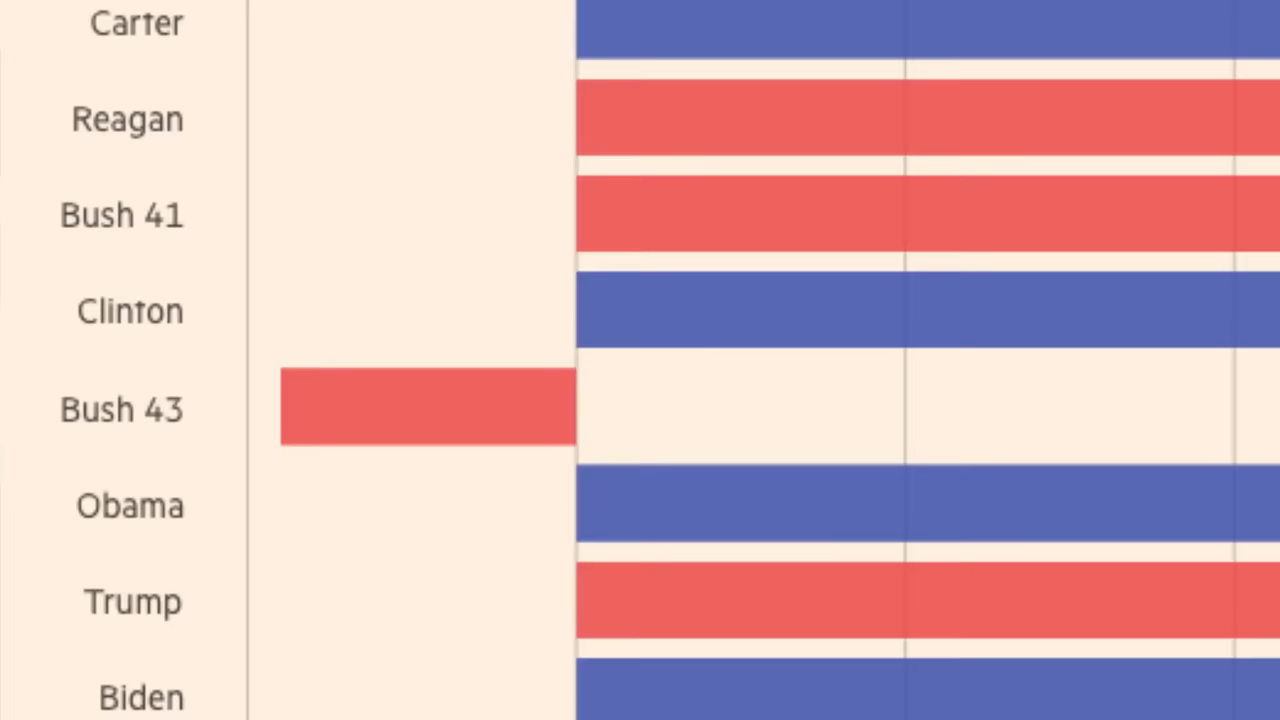 Carter
Reagan
Bush 41
Clinton
Bush 43
Obama
Trump
Biden